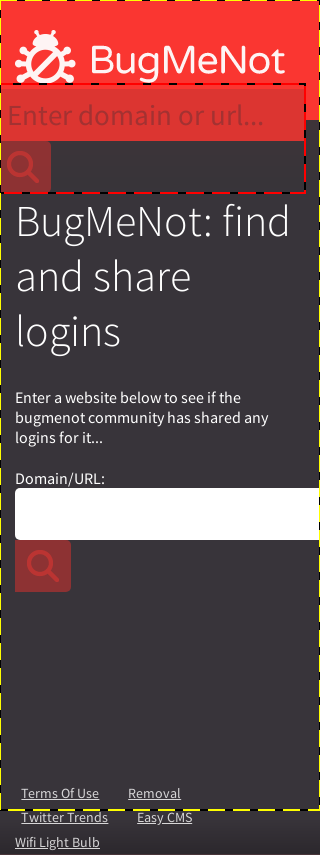 BugMeNot
Enter domain or url...
BugMeNot: find
and share
logins
Enter a website below to see if the
bugmenot community has shared any
logins for it...
Domain/URL:
Terms Of Use Removal
Twitter Trends Easy CMS
Wifi Light Bulb